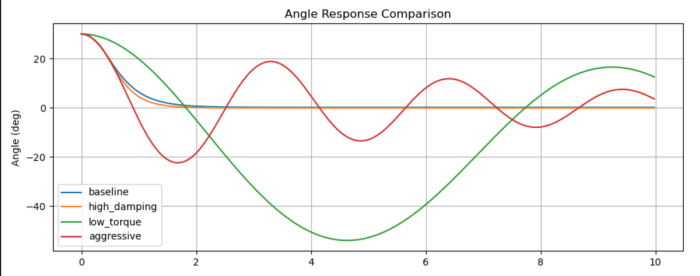 Angle Response Comparison
Angle (deg)
20
0
−20
−40
baseline
high_damping
low_torque
aggressive
0 2 4 6 8 10